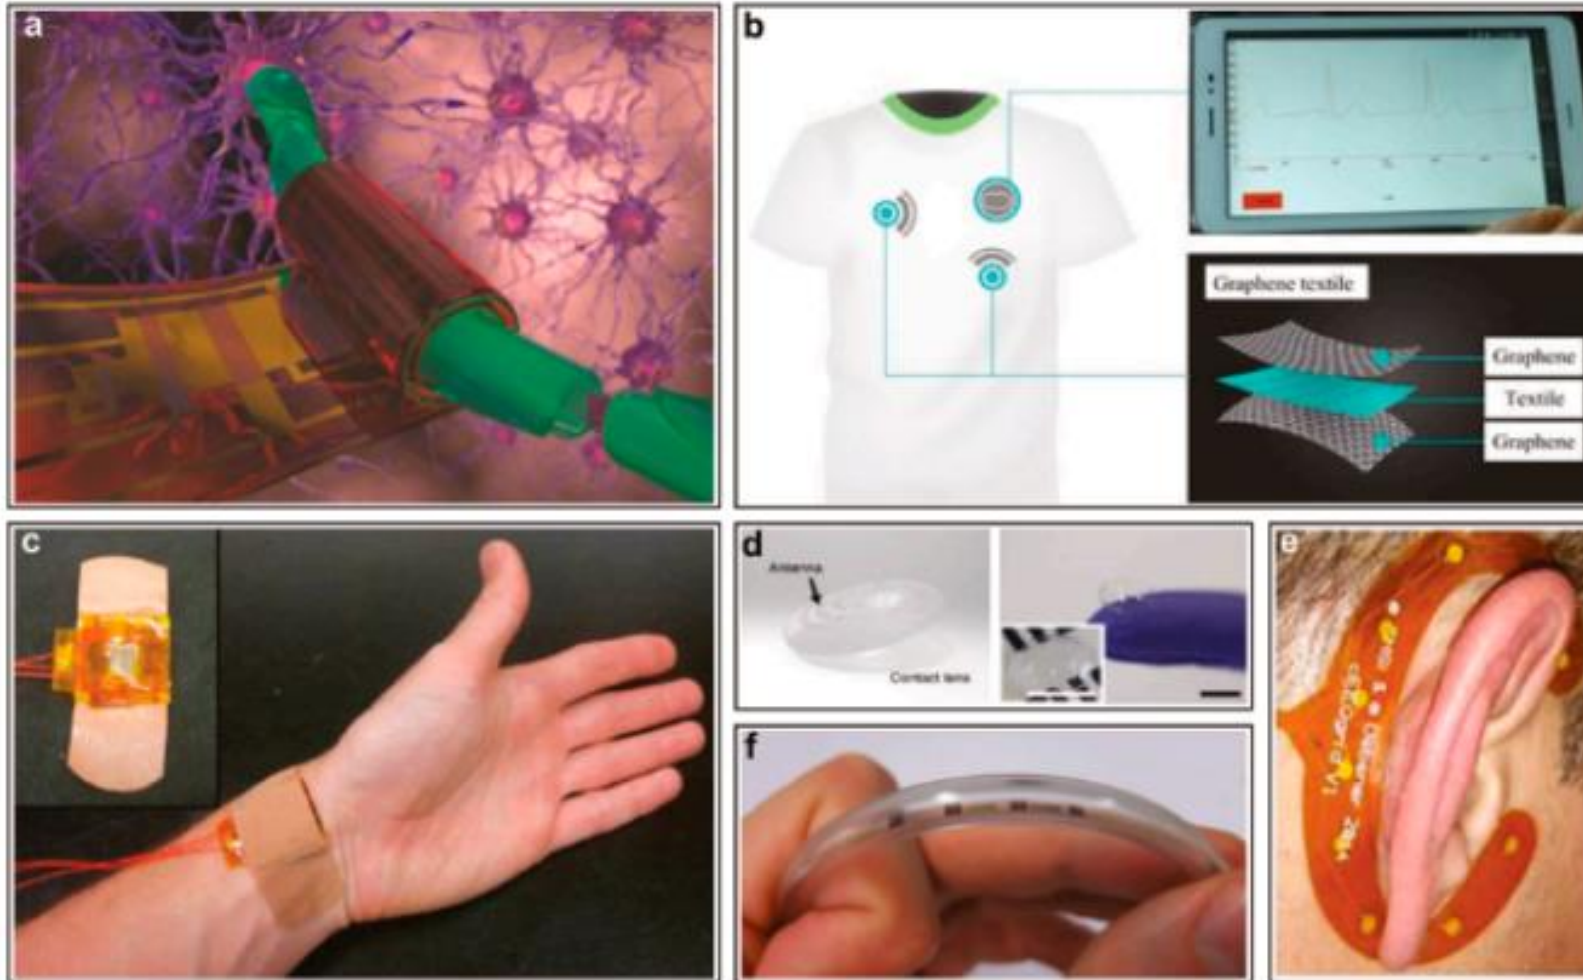 a
b
Graphene textile
Graphene
Textile
Graphene
c
d
Antenna
Contact lens
e
f